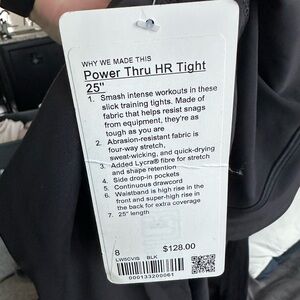 WHY WE MADE THIS
Power Thru HR Tight
25"
1. Smash intense workouts in these
slick training tights. Made of
fabric that helps resist snags
from equipment, they're as
tough as you are
2. Abrasion-resistant fabric is
four-way stretch,
sweat-wicking, and quick-drying
3. Added Lycra® fibre for stretch
and shape retention
4. Side drop-in pockets
5. Continuous drawcord
6. Waistband is high rise in the
front and super-high rise in
the back for extra coverage
7. 25" length
8 $128.00
LW5CVIS BLK
000133200061